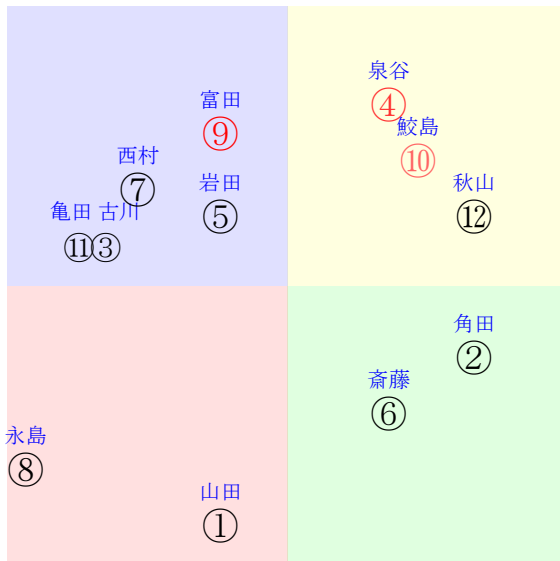 泉谷
④
富田
⑨
鮫島
⑩
西村
⑦
岩田
⑤
秋山
⑫
亀田 古川
⑪③
角田
②
斎藤
⑥
永島
⑧
山田
①